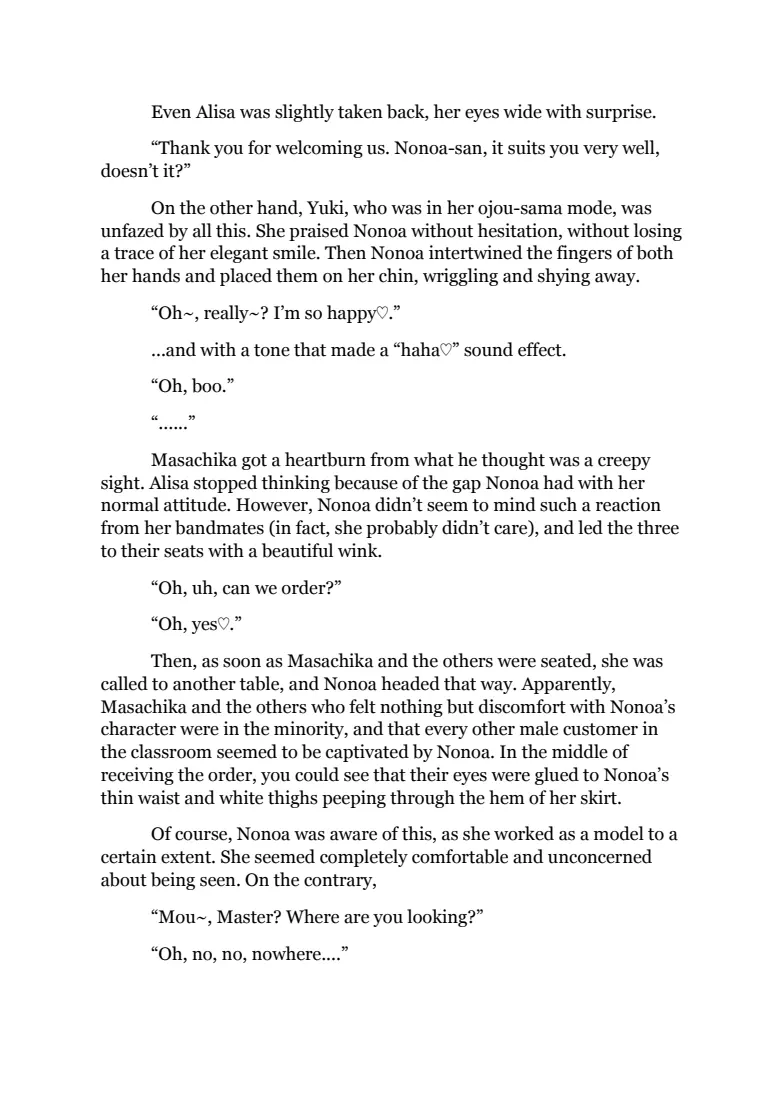 Even Alisa was slightly taken back, her eyes wide with surprise.
“Thank you for welcoming us. Nonoa-san, it suits you very well,
doesn’t it?”
On the other hand, Yuki, who was in her ojou-sama mode, was
unfazed by all this. She praised Nonoa without hesitation, without losing
a trace of her elegant smile. Then Nonoa intertwined the fingers of both
her hands and placed them on her chin, wriggling and shying away.
“Oh~, really~? I’m so happy♡.”
...and with a tone that made a “haha♡” sound effect.
“Oh, boo.”
“......”
Masachika got a heartburn from what he thought was a creepy
sight. Alisa stopped thinking because of the gap Nonoa had with her
normal attitude. However, Nonoa didn’t seem to mind such a reaction
from her bandmates (in fact, she probably didn’t care), and led the three
to their seats with a beautiful wink.
“Oh, uh, can we order?”
“Oh, yes♡.”
Then, as soon as Masachika and the others were seated, she was
called to another table, and Nonoa headed that way. Apparently,
Masachika and the others who felt nothing but discomfort with Nonoa’s
character were in the minority, and that every other male customer in
the classroom seemed to be captivated by Nonoa. In the middle of
receiving the order, you could see that their eyes were glued to Nonoa’s
thin waist and white thighs peeping through the hem of her skirt.
Of course, Nonoa was aware of this, as she worked as a model to a
certain extent. She seemed completely comfortable and unconcerned
about being seen. On the contrary,
“Mou~, Master? Where are you looking?”
“Oh, no, no, nowhere....”